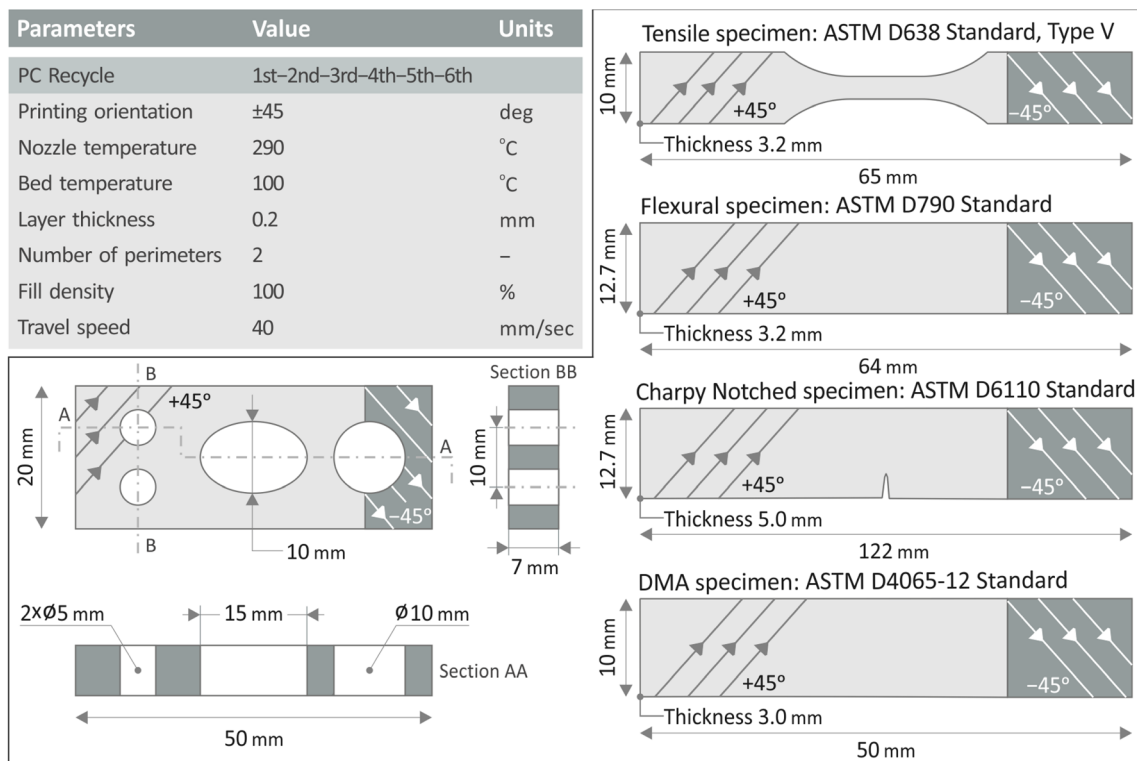 Parameters Value Units
PC Recycle 1st–2nd–3rd–4th–5th–6th
Printing orientation ±45 deg
Nozzle temperature 290 °C
Bed temperature 100 °C
Layer thickness 0.2 mm
Number of perimeters 2 –
Fill density 100 %
Travel speed 40 mm/sec
Tensile specimen: ASTM D638 Standard, Type V
10 mm
+45°
−45°
Thickness 3.2 mm
65 mm
Flexural specimen: ASTM D790 Standard
12.7 mm
+45°
−45°
Thickness 3.2 mm
64 mm
Charpy Notched specimen: ASTM D6110 Standard
12.7 mm
+45°
−45°
Thickness 5.0 mm
122 mm
DMA specimen: ASTM D4065-12 Standard
10 mm
+45°
−45°
Thickness 3.0 mm
50 mm
B
A
+45°
20 mm
A
−45°
B
10 mm
Section BB
10 mm
7 mm
2xØ5 mm
15 mm
Ø10 mm
Section AA
50 mm